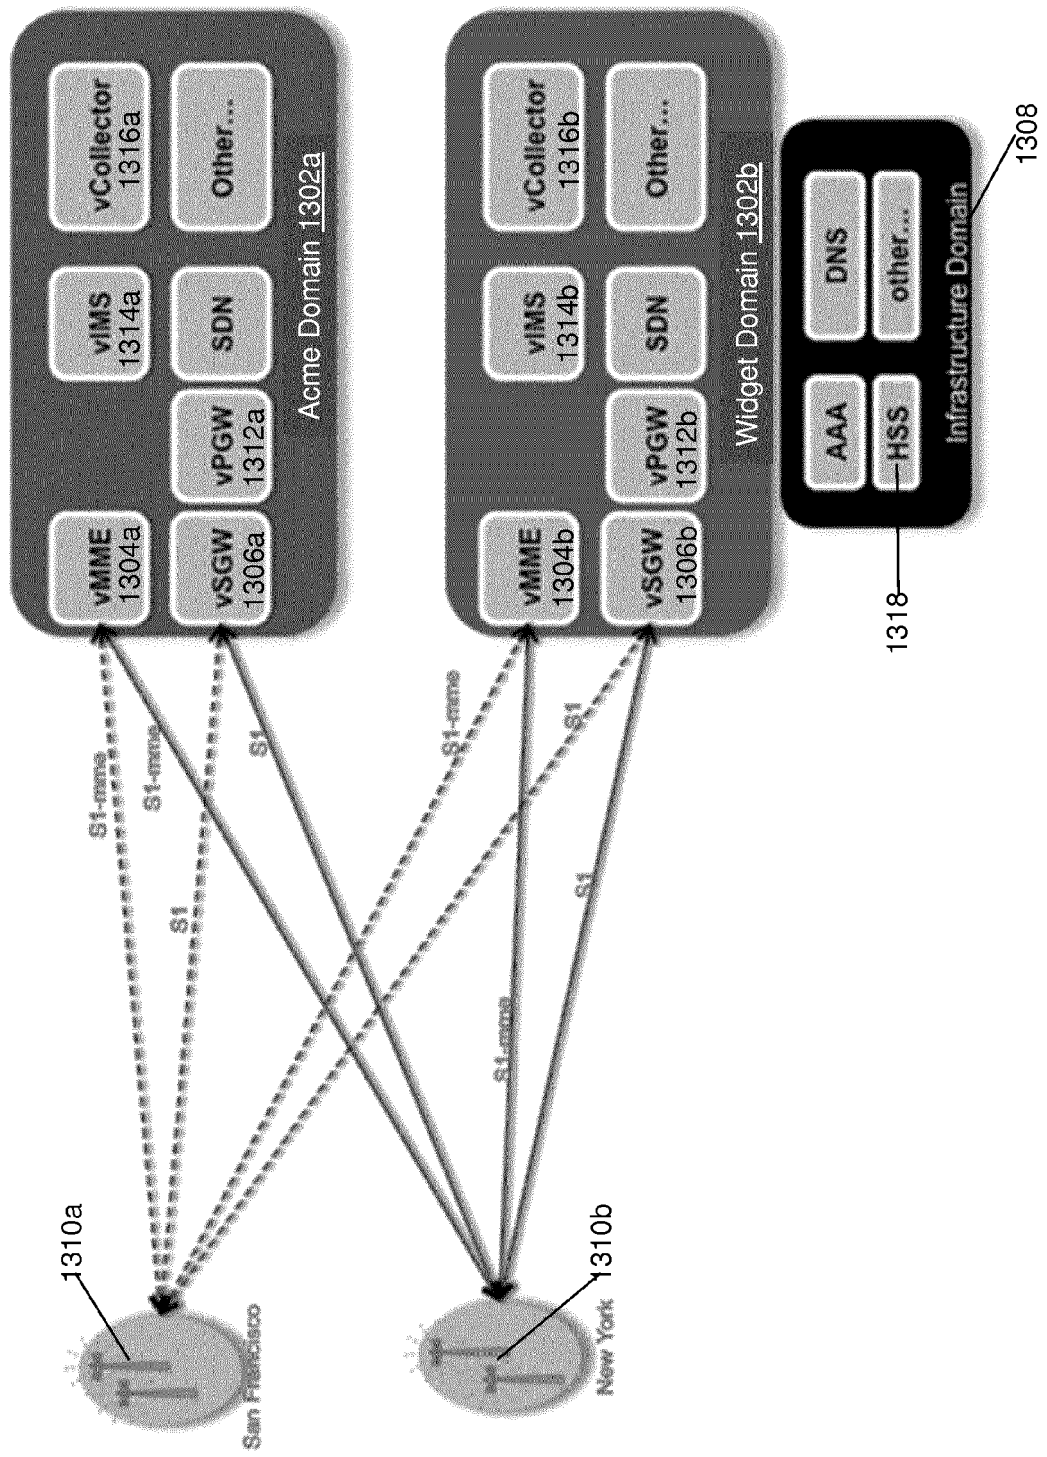 1310a
San Francisco
1310b
New York
S1-mme
S1-mme
S1
S1
S1-mme
S1
S1-mme
S1
vMME
1304a
vIMS
1314a
vCollector
1316a
vSGW
1306a
vPGW
1312a
SDN
Other...
Acme Domain 1302a
vMME
1304b
vIMS
1314b
vCollector
1316b
vSGW
1306b
vPGW
1312b
SDN
Other...
Widget Domain 1302b
AAA
DNS
HSS
other...
Infrastructure Domain
1318
1308